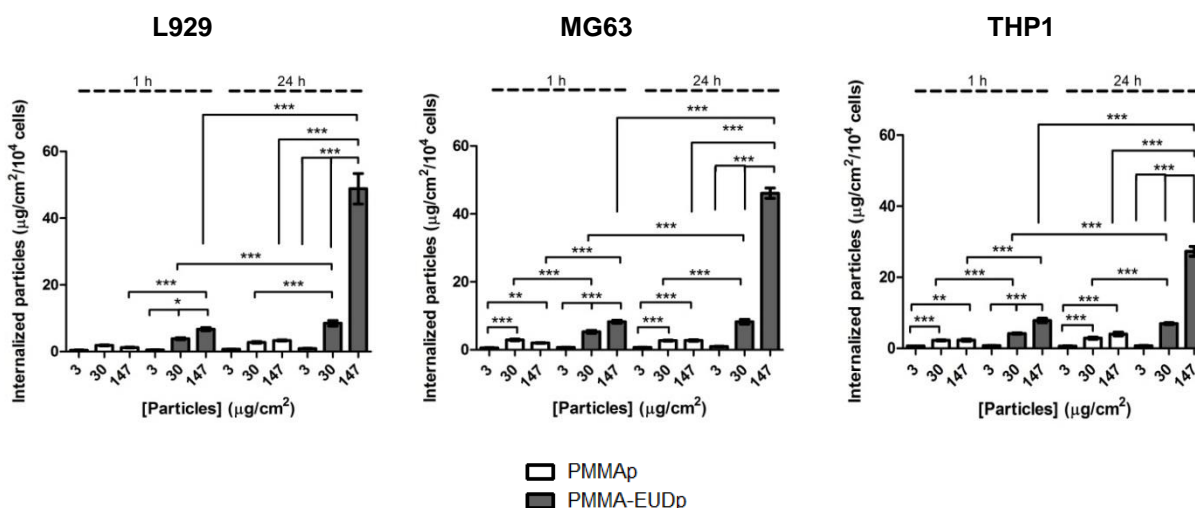 L929
1 h 24 h
Internalized particles (μg/cm²/10⁴ cells)
60
40
20
0
***
***
***
***
***
*
***
3 30 147 3 30 147 3 30 147 3 30 147
[Particles] (μg/cm²)
MG63
1 h 24 h
Internalized particles (μg/cm²/10⁴ cells)
60
40
20
0
***
***
***
***
***
***
***
**
***
***
***
***
3 30 147 3 30 147 3 30 147 3 30 147
[Particles] (μg/cm²)
THP1
1 h 24 h
Internalized particles (μg/cm²/10⁴ cells)
60
40
20
0
***
***
***
***
***
***
***
**
***
***
***
***
3 30 147 3 30 147 3 30 147 3 30 147
[Particles] (μg/cm²)
PMMAp
PMMA-EUDp